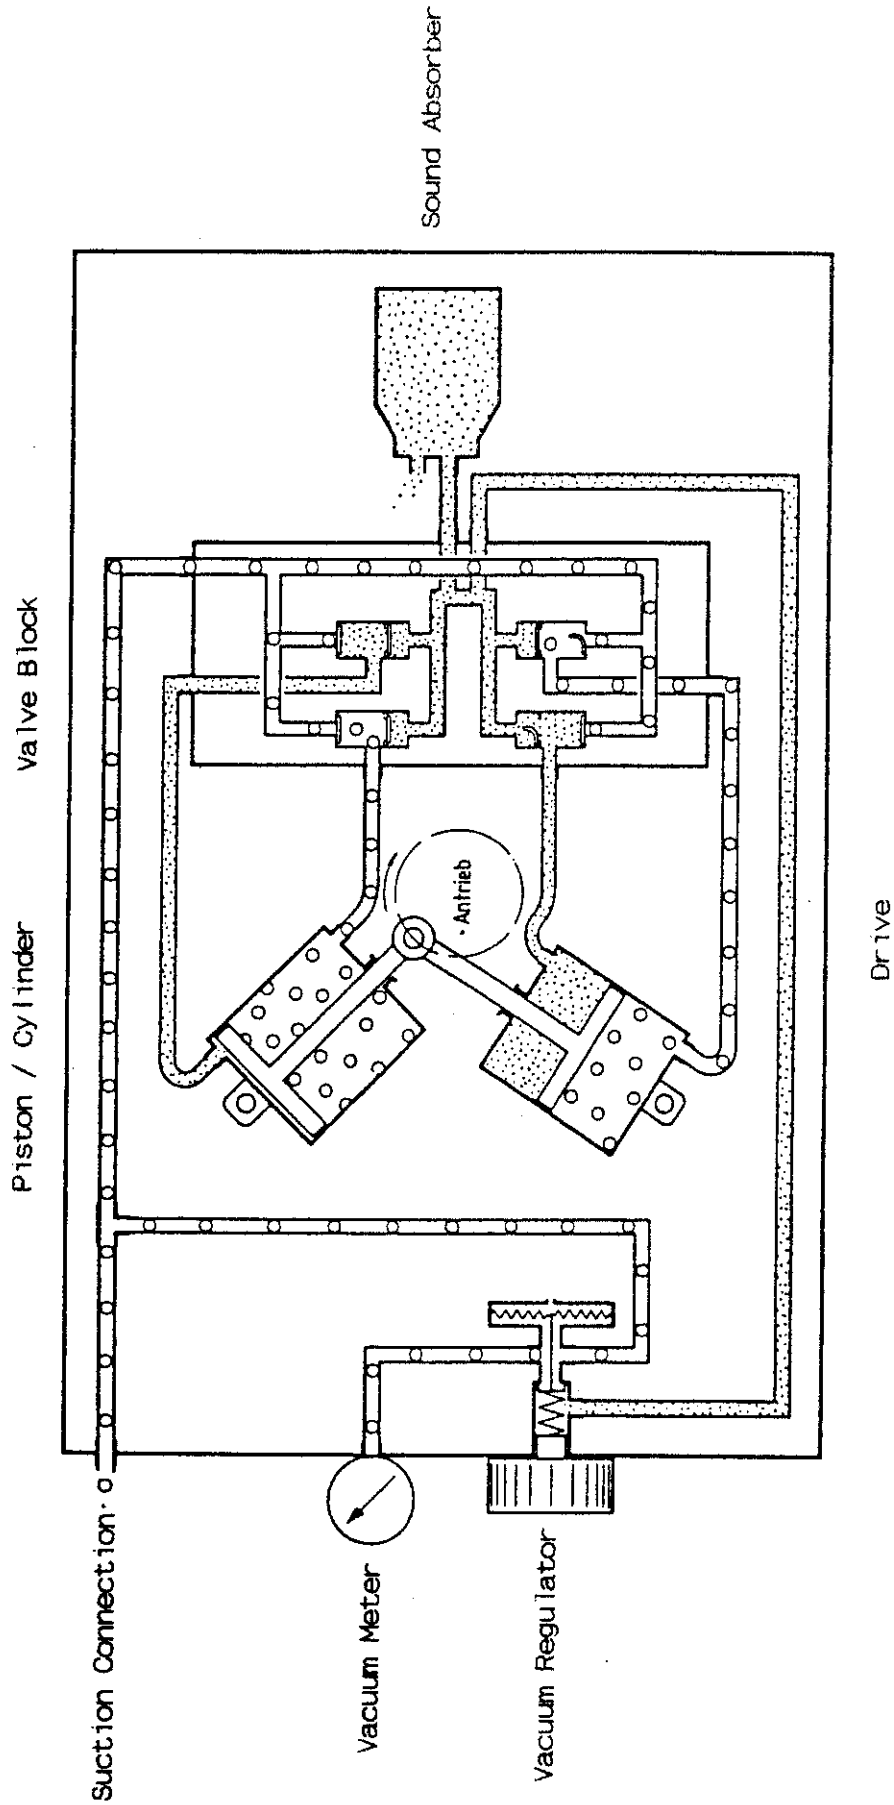 Sound Absorber
Valve Block
Piston / Cylinder
Antrieb
Drive
Suction Connection
Vacuum Meter
Vacuum Regulator